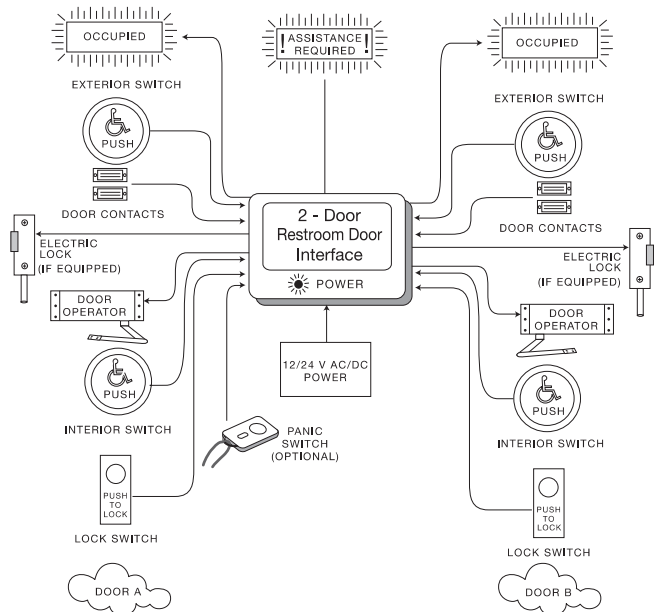 OCCUPIED
! ASSISTANCE REQUIRED !
OCCUPIED
EXTERIOR SWITCH
PUSH
DOOR CONTACTS
ELECTRIC
LOCK
(IF EQUIPPED)
DOOR
OPERATOR
PUSH
INTERIOR SWITCH
PUSH
TO
LOCK
LOCK SWITCH
DOOR A
2 - Door
Restroom Door
Interface
POWER
12/24 V AC/DC
POWER
PANIC
SWITCH
(OPTIONAL)
EXTERIOR SWITCH
PUSH
DOOR CONTACTS
ELECTRIC
LOCK
(IF EQUIPPED)
DOOR
OPERATOR
PUSH
INTERIOR SWITCH
PUSH
TO
LOCK
LOCK SWITCH
DOOR B